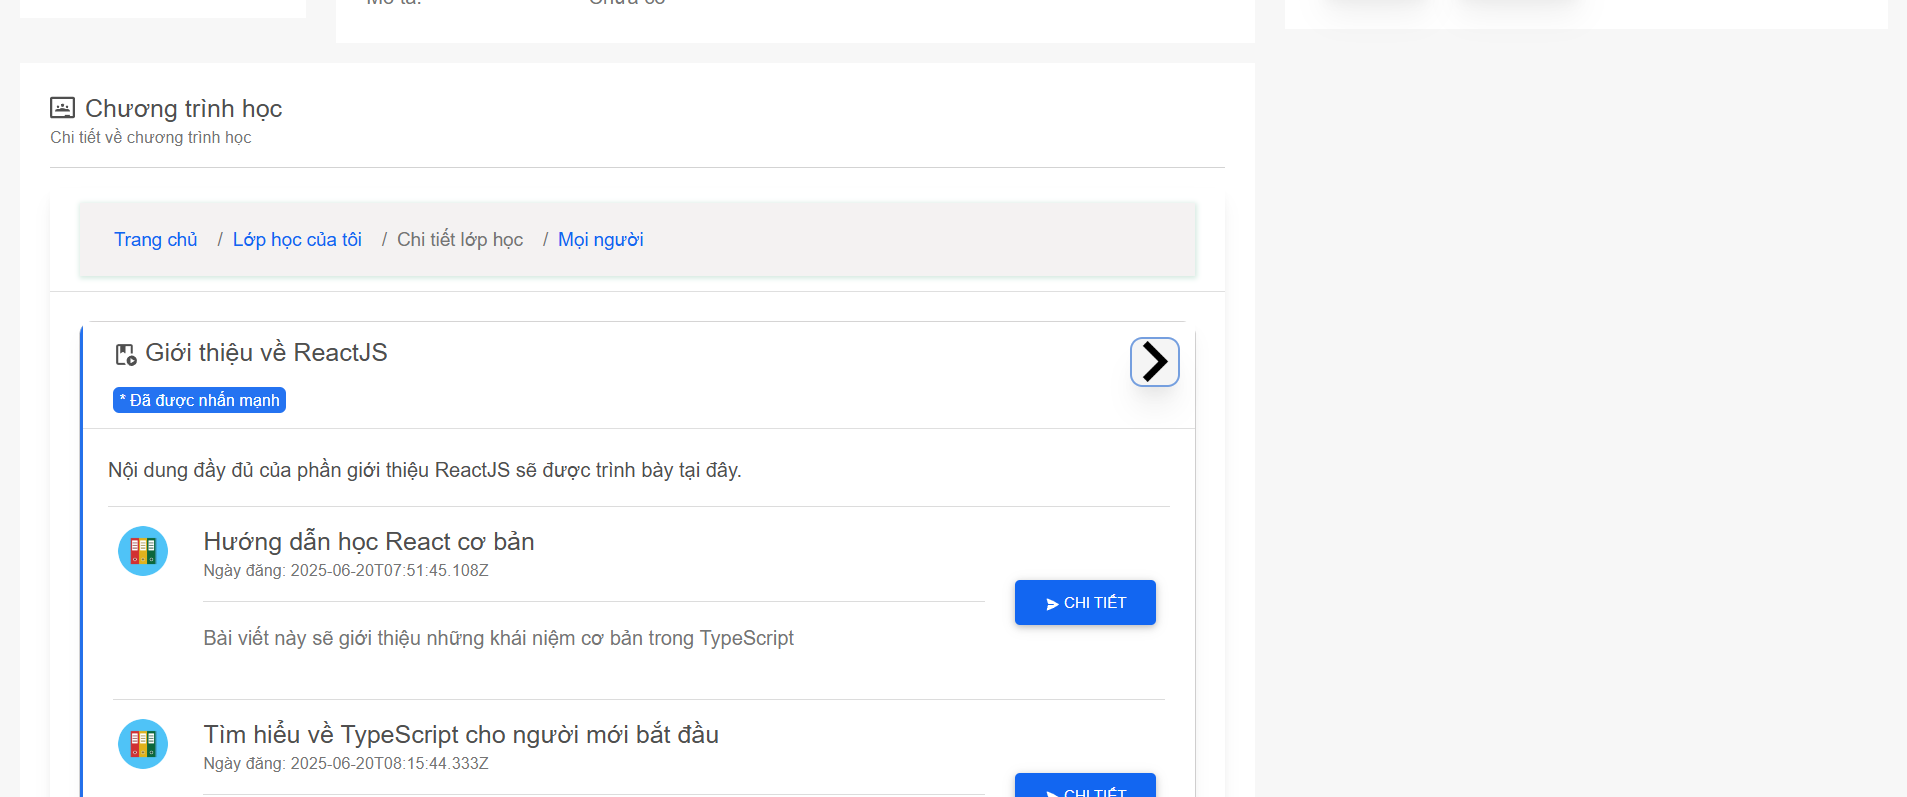 Chương trình học
Chi tiết về chương trình học
Trang chủ / Lớp học của tôi / Chi tiết lớp học / Mọi người
Giới thiệu về ReactJS
* Đã được nhấn mạnh
Nội dung đầy đủ của phần giới thiệu ReactJS sẽ được trình bày tại đây.
Hướng dẫn học React cơ bản
Ngày đăng: 2025-06-20T07:51:45.108Z
CHI TIẾT
Bài viết này sẽ giới thiệu những khái niệm cơ bản trong TypeScript
Tìm hiểu về TypeScript cho người mới bắt đầu
Ngày đăng: 2025-06-20T08:15:44.333Z
CHI TIẾT